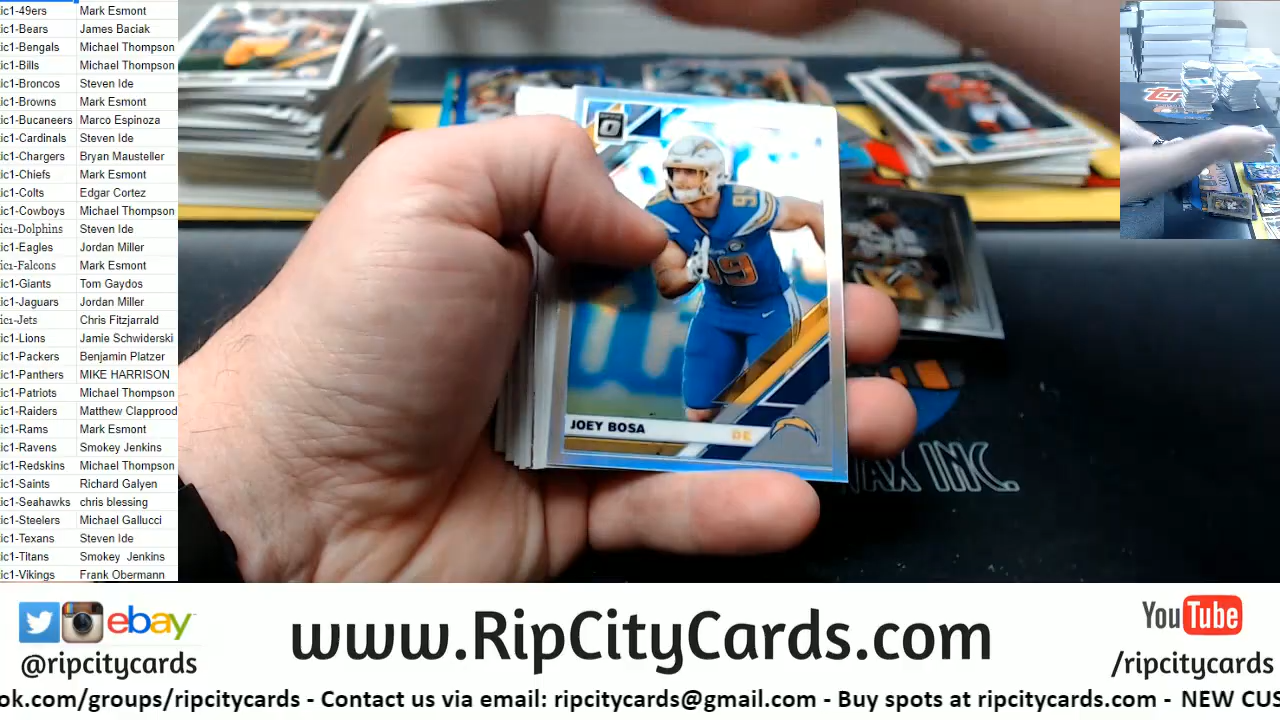 ic1-49ers Mark Esmont
ic1-Bears James Baciak
ic1-Bengals Michael Thompson
ic1-Bills Michael Thompson
ic1-Broncos Steven Ide
ic1-Browns Mark Esmont
ic1-Bucaneers Marco Espinoza
ic1-Cardinals Steven Ide
ic1-Chargers Bryan Mausteller
ic1-Chiefs Mark Esmont
ic1-Colts Edgar Cortez
ic1-Cowboys Michael Thompson
ic1-Dolphins Steven Ide
ic1-Eagles Jordan Miller
ic1-Falcons Mark Esmont
ic1-Giants Tom Gaydos
ic1-Jaguars Jordan Miller
ic1-Jets Chris Fitzjarrald
ic1-Lions Jamie Schwiderski
ic1-Packers Benjamin Platzer
ic1-Panthers MIKE HARRISON
ic1-Patriots Michael Thompson
ic1-Raiders Matthew Clapprood
ic1-Rams Mark Esmont
ic1-Ravens Smokey Jenkins
ic1-Redskins Michael Thompson
ic1-Saints Richard Galyen
ic1-Seahawks chris blessing
ic1-Steelers Michael Gallucci
ic1-Texans Steven Ide
ic1-TItans Smokey Jenkins
ic1-Vikings Frank Obermann
99
JOEY BOSA
DE
AX INC.
Topps
ebay
@ripcitycards
www.RipCityCards.com
YouTube
/ripcitycards
ok.com/groups/ripcitycards - Contact us via email: ripcitycards@gmail.com - Buy spots at ripcitycards.com - NEW CUS